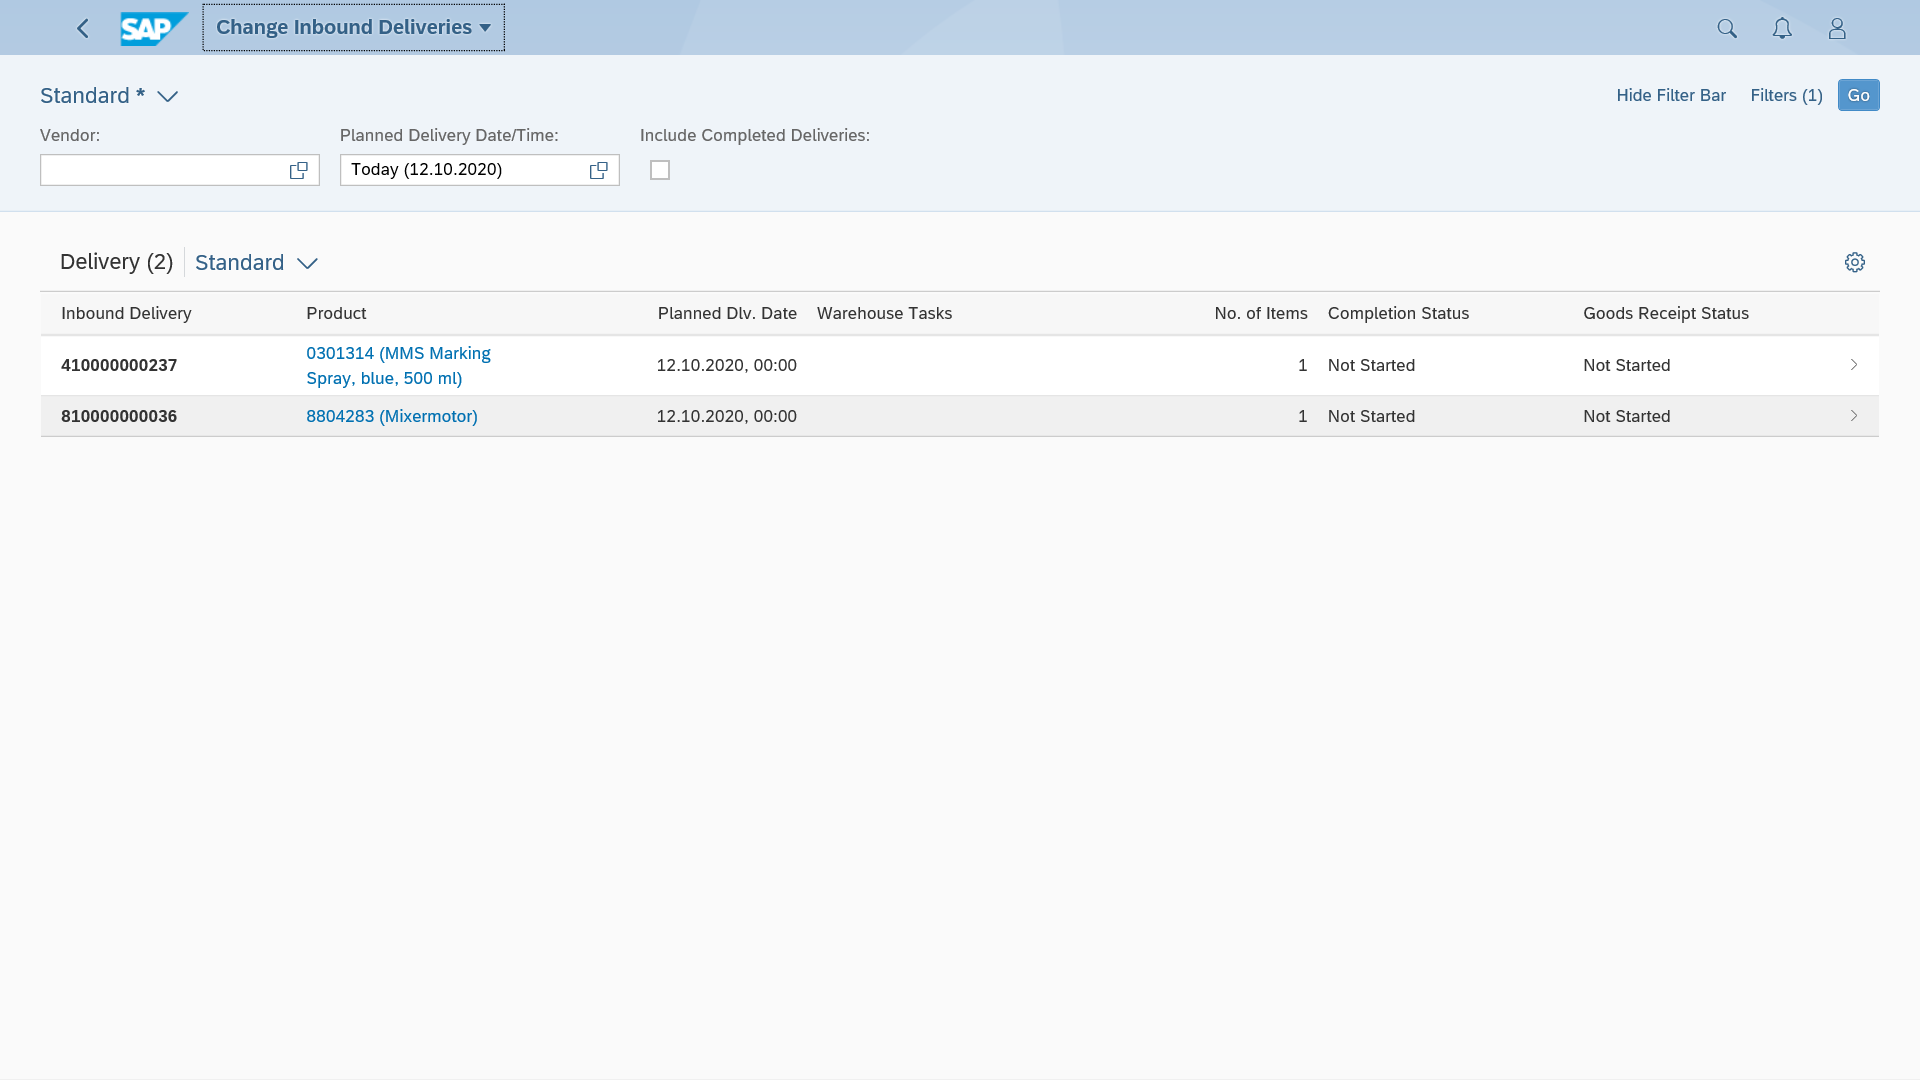 SAP
Change Inbound Deliveries
Standard *
Hide Filter Bar
Filters (1)
Go
Vendor:
Planned Delivery Date/Time:
Include Completed Deliveries:
Today (12.10.2020)
Delivery (2)
Standard
Inbound Delivery
Product
Planned Dlv. Date
Warehouse Tasks
No. of Items
Completion Status
Goods Receipt Status
410000000237
0301314 (MMS Marking
Spray, blue, 500 ml)
12.10.2020, 00:00
1
Not Started
Not Started
810000000036
8804283 (Mixermotor)
12.10.2020, 00:00
1
Not Started
Not Started